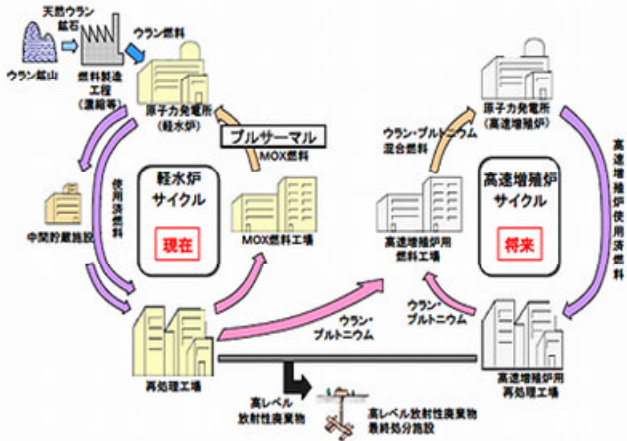 天然ウラン
鉱石
ウラン燃料
ウラン鉱山
燃料製造
工程
(濃縮等)
原子力発電所
(軽水炉)
プルサーマル
MOX燃料
使用済燃料
軽水炉
サイクル
現在
中間貯蔵施設
MOX燃料工場
再処理工場
原子力発電所
(高速増殖炉)
ウラン・プルトニウム
混合燃料
高速増殖炉使用済燃料
高速増殖炉
サイクル
将来
高速増殖炉用
燃料工場
ウラン・
プルトニウム
ウラン・
プルトニウム
高速増殖炉用
再処理工場
高レベル
放射性廃棄物
高レベル放射性廃棄物
最終処分施設